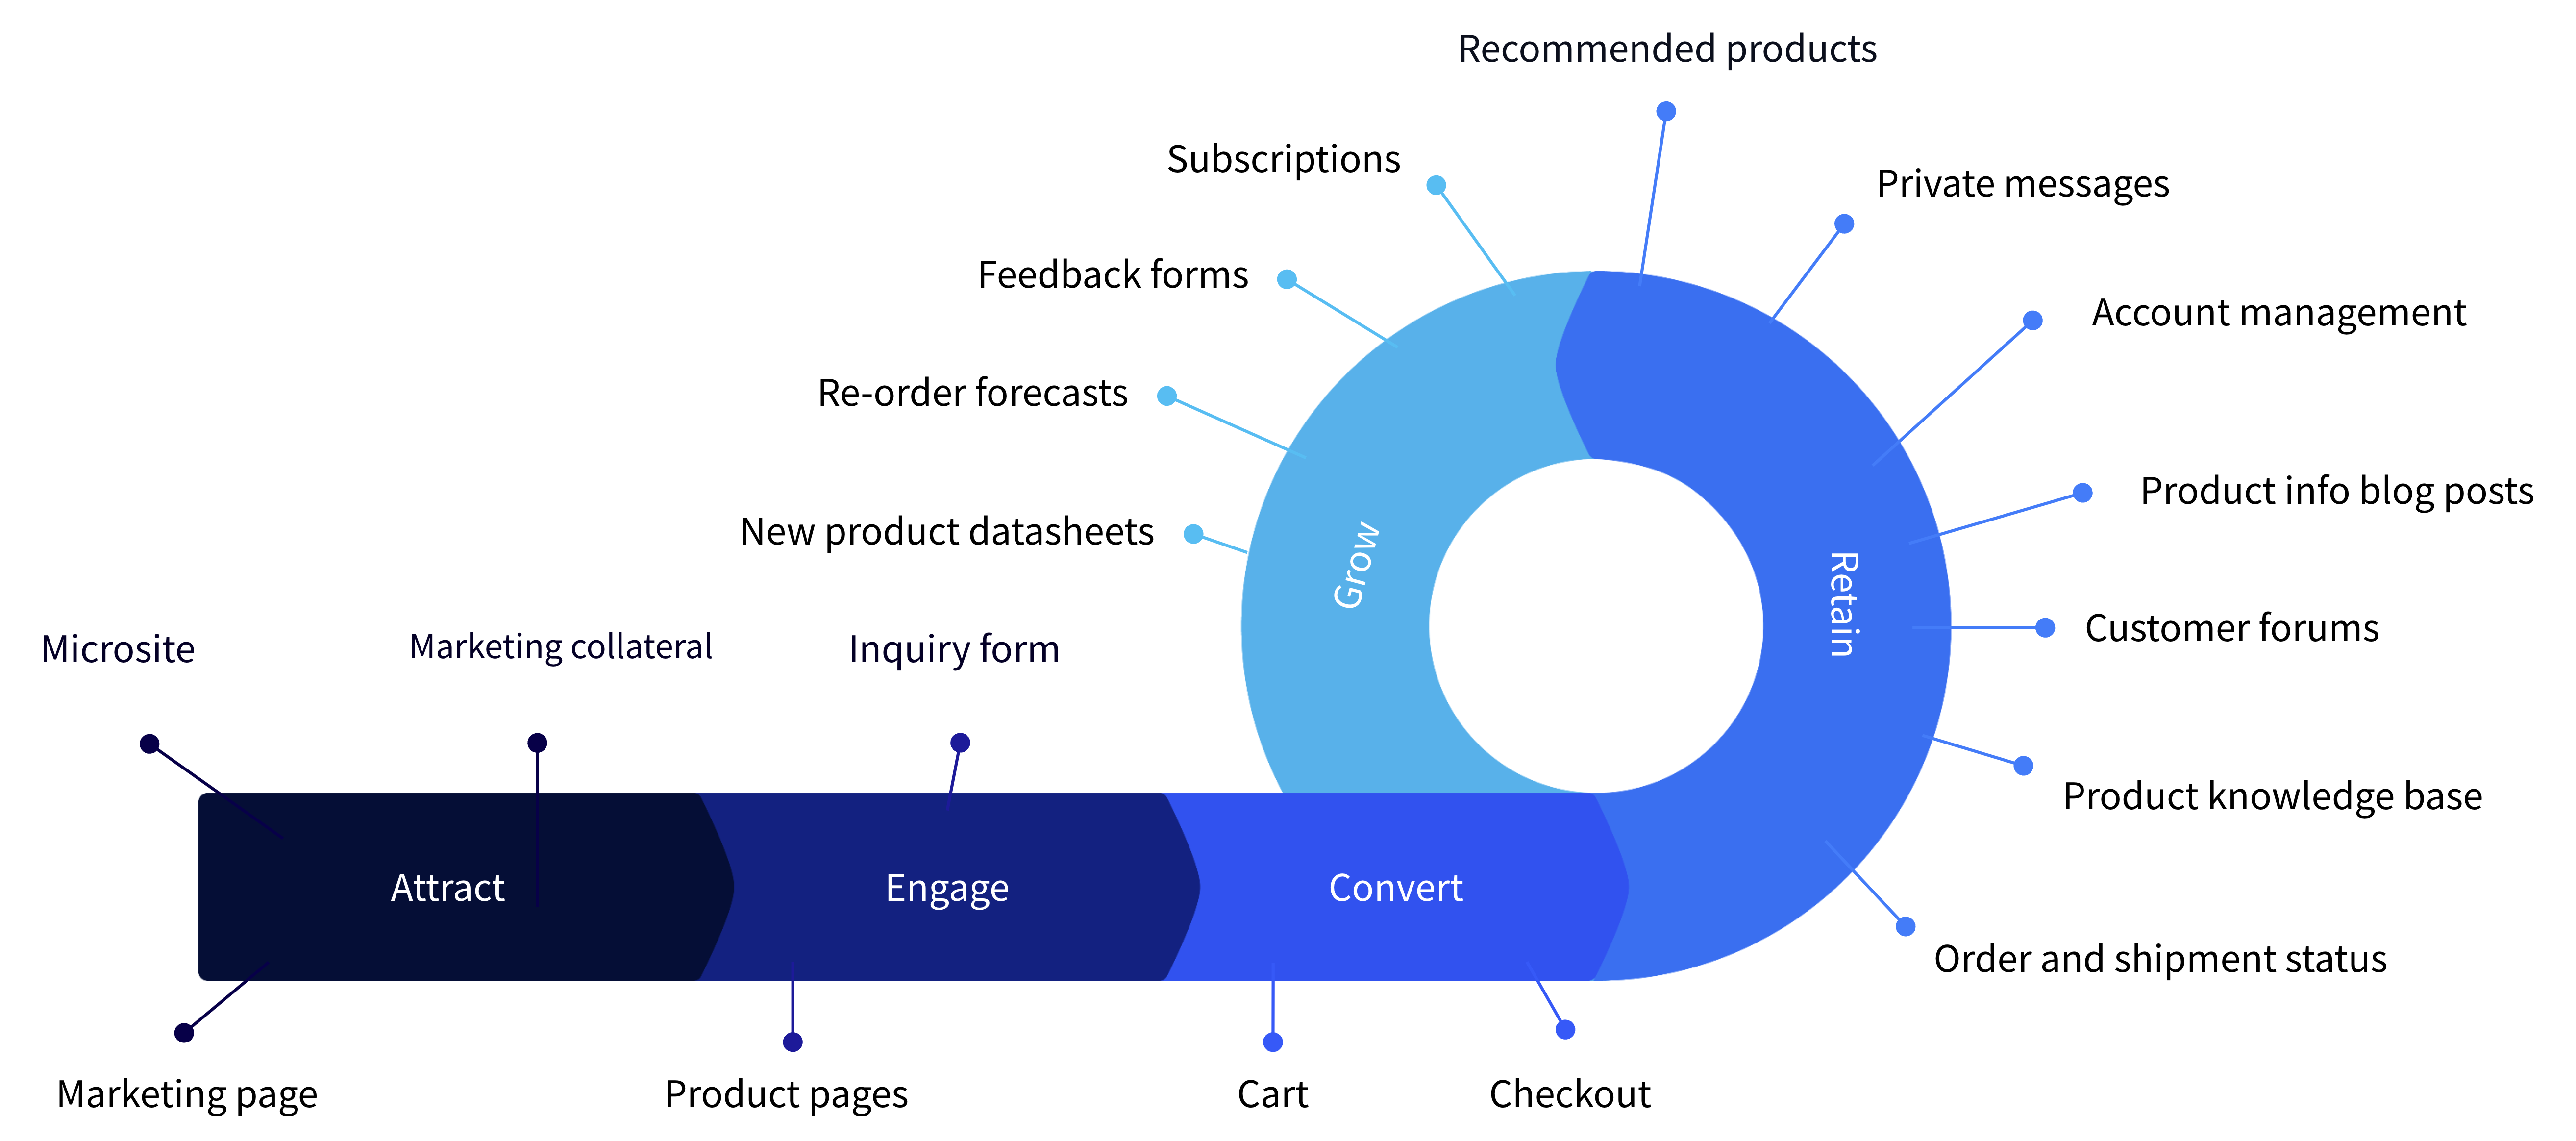 Recommended products
Subscriptions
Private messages
Feedback forms
Account management
Re-order forecasts
Product info blog posts
New product datasheets
Grow
Retain
Customer forums
Microsite
Marketing collateral
Inquiry form
Product knowledge base
Attract
Engage
Convert
Order and shipment status
Marketing page
Product pages
Cart
Checkout